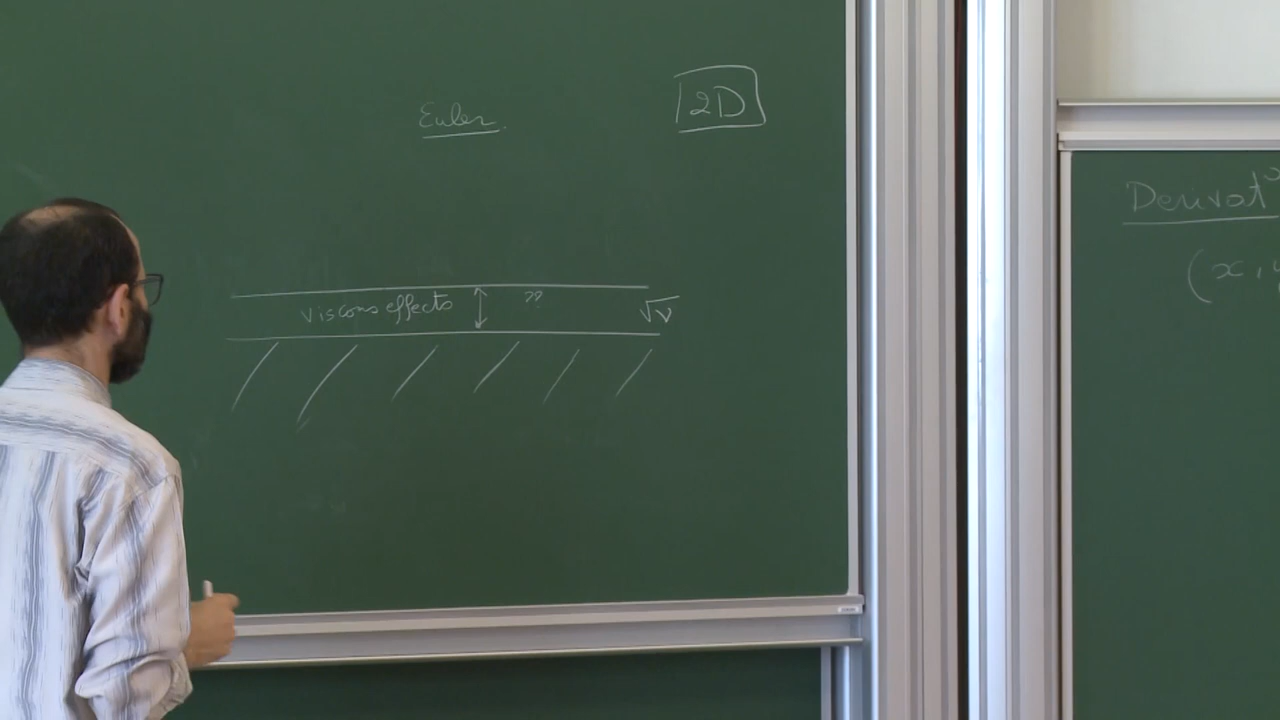 Euler
2D
viscous effects ?? √ν
Derivat°
(x,